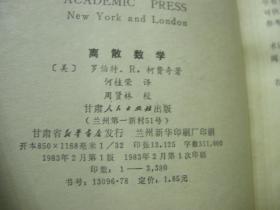 ACADEMIC PRESS
New York and London
离散数学
〔美〕 罗伯特.R.柯赞奇著
何桂荣 译
周贤林 校
甘肃人民出版社出版
(兰州第一新村51号)
甘肃省新华书店发行 兰州新华印刷厂印刷
开本850×1168毫米1/32 印张13.125 字数311,000
1983年2月第1版 1983年2月第1次印刷
印数:1—3,380
书号:13096·78 定价:1.85元